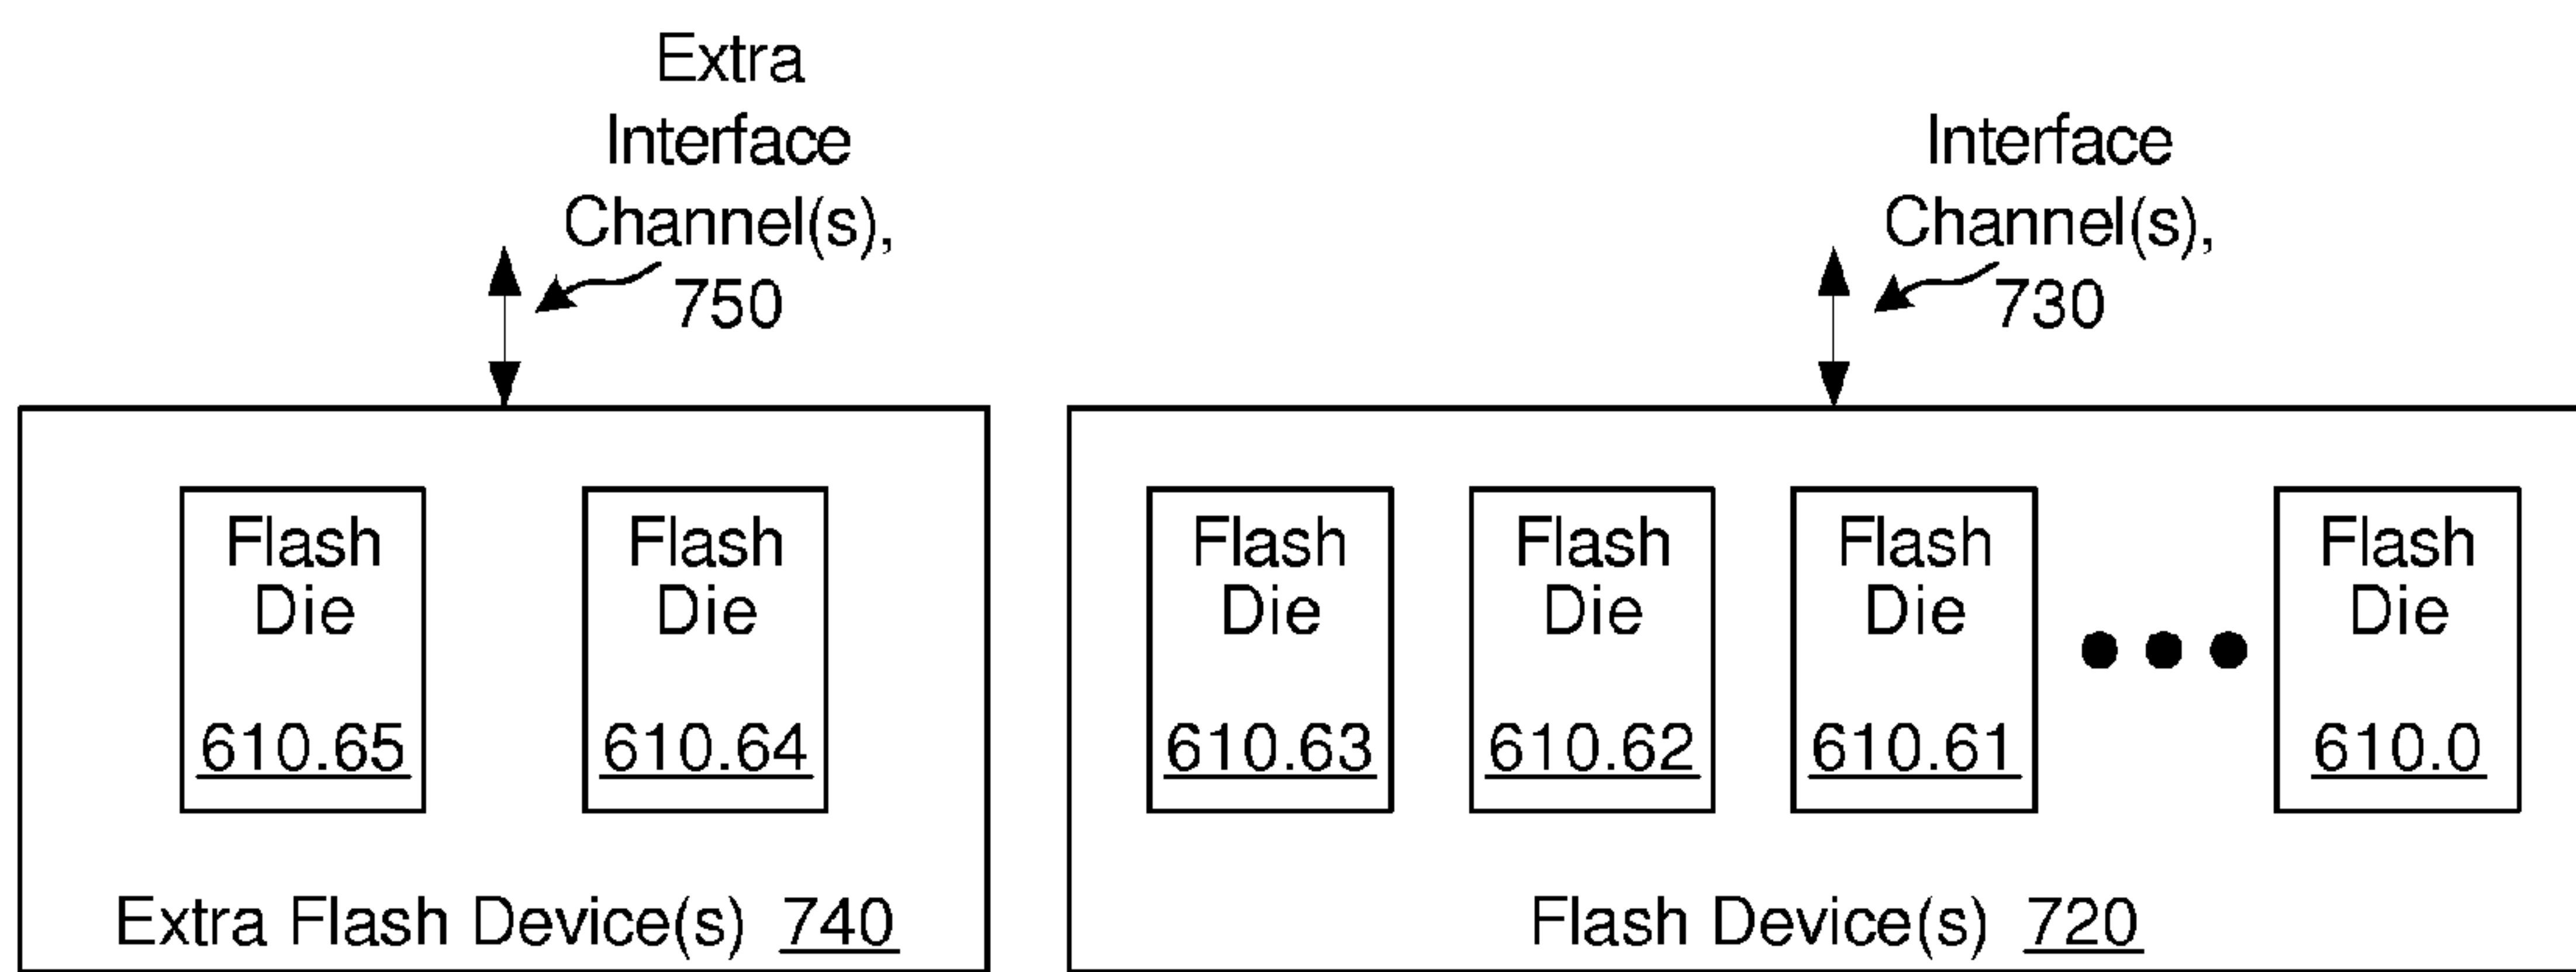 Extra
Interface
Channel(s),
750
Interface
Channel(s),
730
Flash
Die
610.65
Flash
Die
610.64
Extra Flash Device(s) 740
Flash
Die
610.63
Flash
Die
610.62
Flash
Die
610.61
Flash
Die
610.0
Flash Device(s) 720